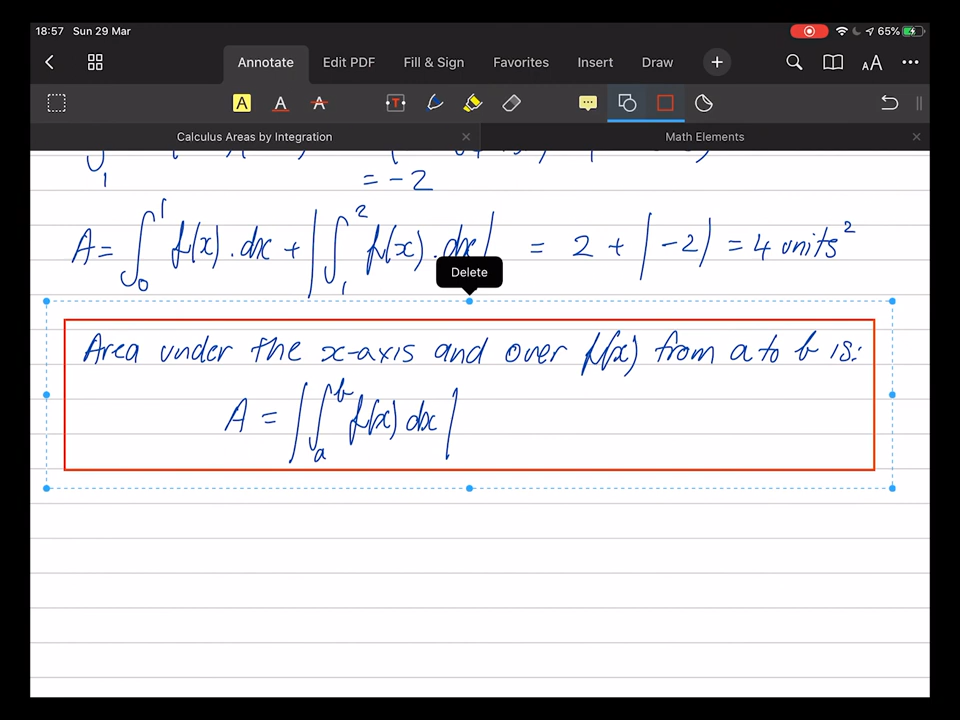 18:57 Sun 29 Mar 65%
Annotate Edit PDF Fill & Sign Favorites Insert Draw
A A A T AA
Calculus Areas by Integration × Math Elements ×
1
= -2
A = ∫₀¹ f(x).dx + |∫₁² f(x).dx| = 2 + |-2| = 4 units²
Delete
Area under the x-axis and over f(x) from a to b is:
A = |∫ₐᵇ f(x) dx|